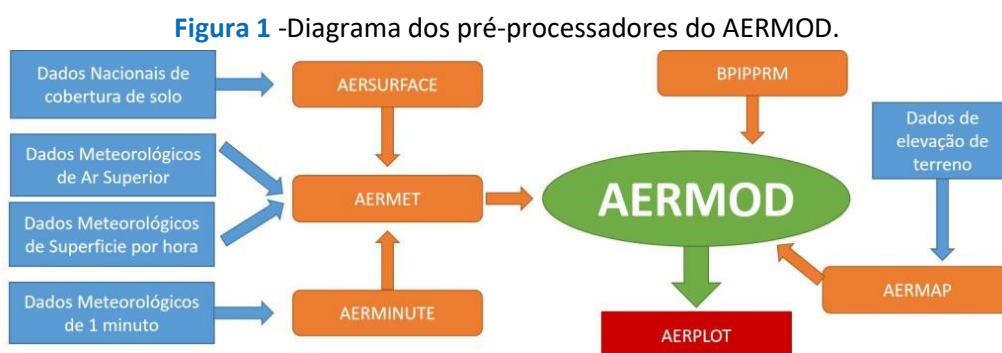 Figura 1 -Diagrama dos pré-processadores do AERMOD.
Dados Nacionais de
cobertura de solo
AERSURFACE
BPIPPRM
Dados de
elevação de
terreno
Dados Meteorológicos
de Ar Superior
AERMET
AERMOD
Dados Meteorológicos
de Superficie por hora
Dados Meteorológicos
de 1 minuto
AERMINUTE
AERMAP
AERPLOT